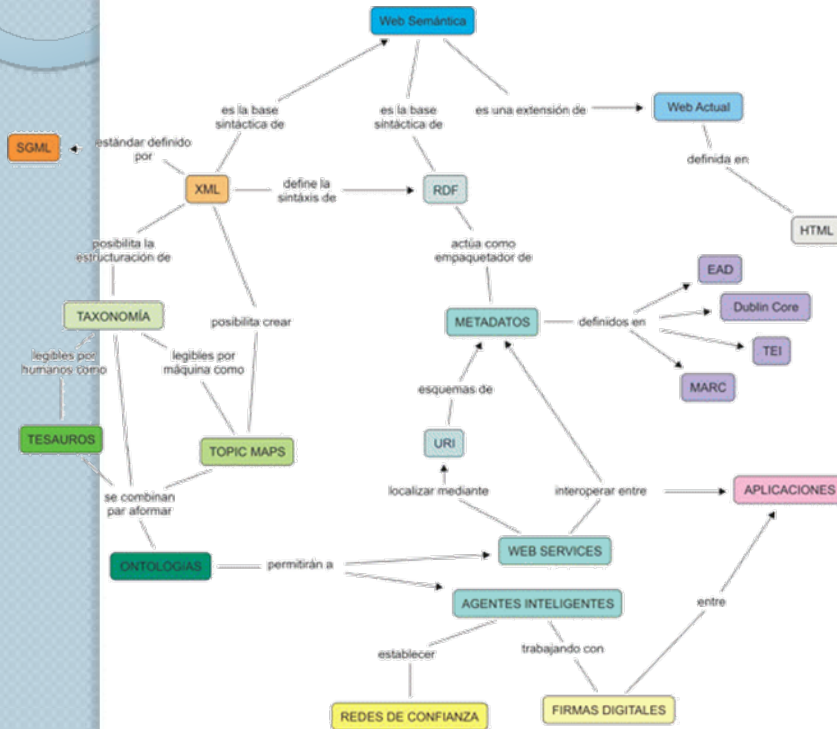 Web Semántica
es la base
sintáctica de
es la base
sintáctica de
es una extensión de
Web Actual
SGML
estándar definido
por
definida en
XML
define la
sintáxis de
RDF
HTML
posibilita la
estructuración de
actúa como
empaquetador de
EAD
Dublin Core
TAXONOMÍA
posibilita crear
METADATOS
definidos en
TEI
legibles por
humanos como
legibles por
máquina como
MARC
esquemas de
TESAUROS
TOPIC MAPS
URI
se combinan
par aformar
localizar mediante
interoperar entre
APLICACIONES
ONTOLOGIAS
permitirán a
WEB SERVICES
AGENTES INTELIGENTES
entre
establecer
trabajando con
REDES DE CONFIANZA
FIRMAS DIGITALES